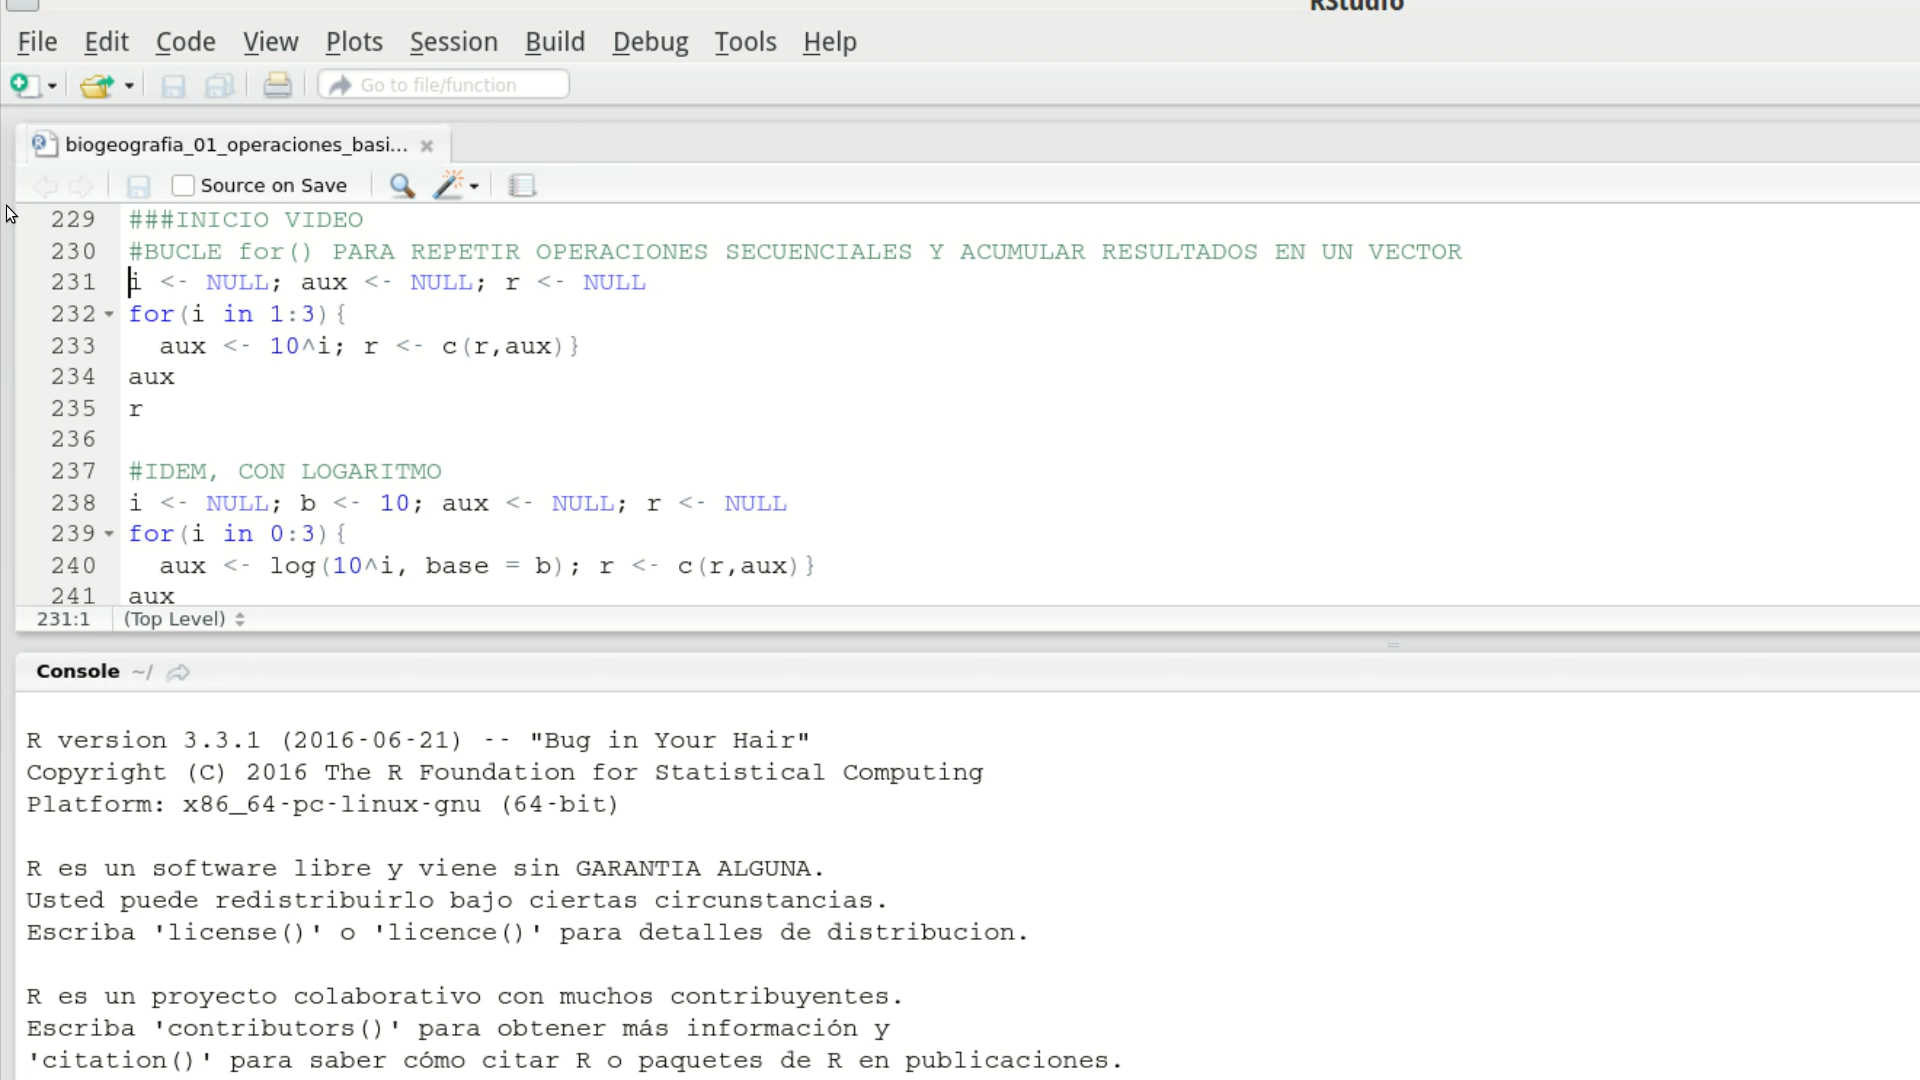 RStudio
File Edit Code View Plots Session Build Debug Tools Help
Go to file/function
biogeografia_01_operaciones_basi...
Source on Save
229 ###INICIO VIDEO
230 #BUCLE for() PARA REPETIR OPERACIONES SECUENCIALES Y ACUMULAR RESULTADOS EN UN VECTOR
231 i <- NULL; aux <- NULL; r <- NULL
232 for(i in 1:3){
233   aux <- 10^i; r <- c(r,aux)}
234 aux
235 r
236
237 #IDEM, CON LOGARITMO
238 i <- NULL; b <- 10; aux <- NULL; r <- NULL
239 for(i in 0:3){
240   aux <- log(10^i, base = b); r <- c(r,aux)}
241 aux
231:1 (Top Level)
Console ~/
R version 3.3.1 (2016-06-21) -- "Bug in Your Hair"
Copyright (C) 2016 The R Foundation for Statistical Computing
Platform: x86_64-pc-linux-gnu (64-bit)
R es un software libre y viene sin GARANTIA ALGUNA.
Usted puede redistribuirlo bajo ciertas circunstancias.
Escriba 'license()' o 'licence()' para detalles de distribucion.
R es un proyecto colaborativo con muchos contribuyentes.
Escriba 'contributors()' para obtener más información y
'citation()' para saber cómo citar R o paquetes de R en publicaciones.